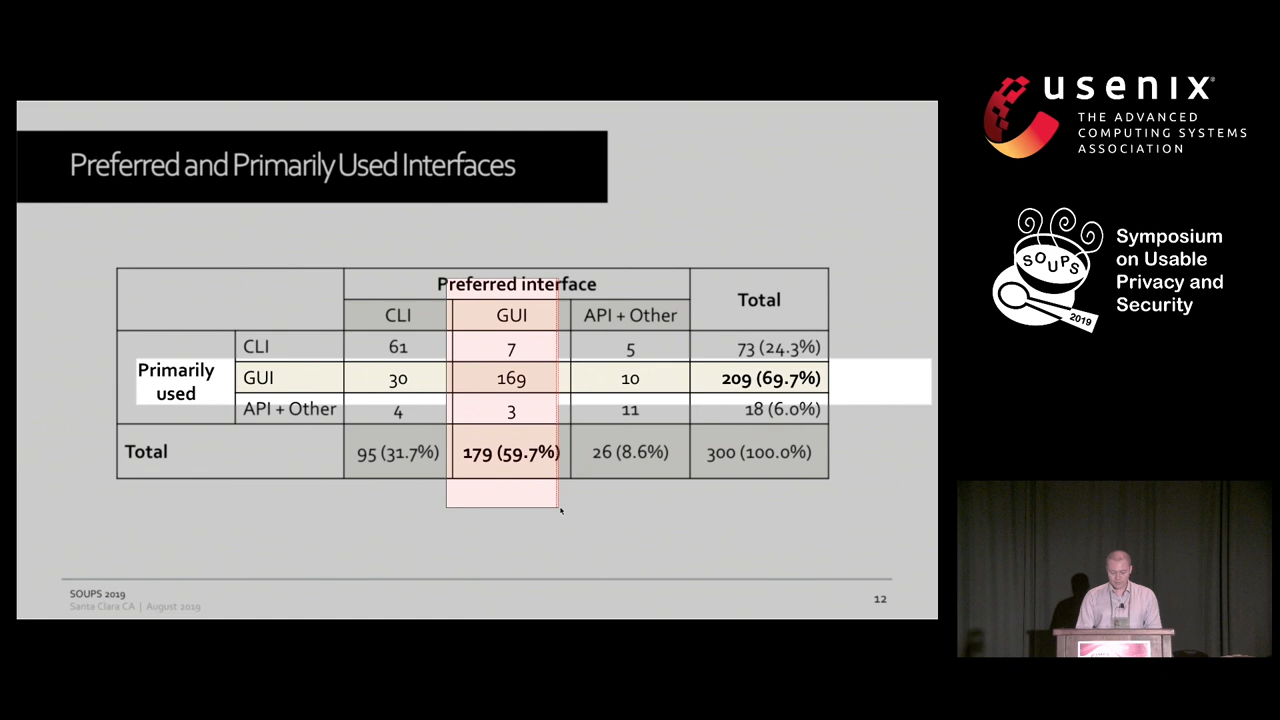 usenix
THE ADVANCED
COMPUTING SYSTEMS
ASSOCIATION
SOUPS
2019
Symposium
on Usable
Privacy and
Security
Preferred and Primarily Used Interfaces
Preferred interface
Total
CLI GUI API + Other
Primarily used
CLI 61 7 5 73 (24.3%)
GUI 30 169 10 209 (69.7%)
API + Other 4 3 11 18 (6.0%)
Total 95 (31.7%) 179 (59.7%) 26 (8.6%) 300 (100.0%)
SOUPS 2019
Santa Clara CA | August 2019
12